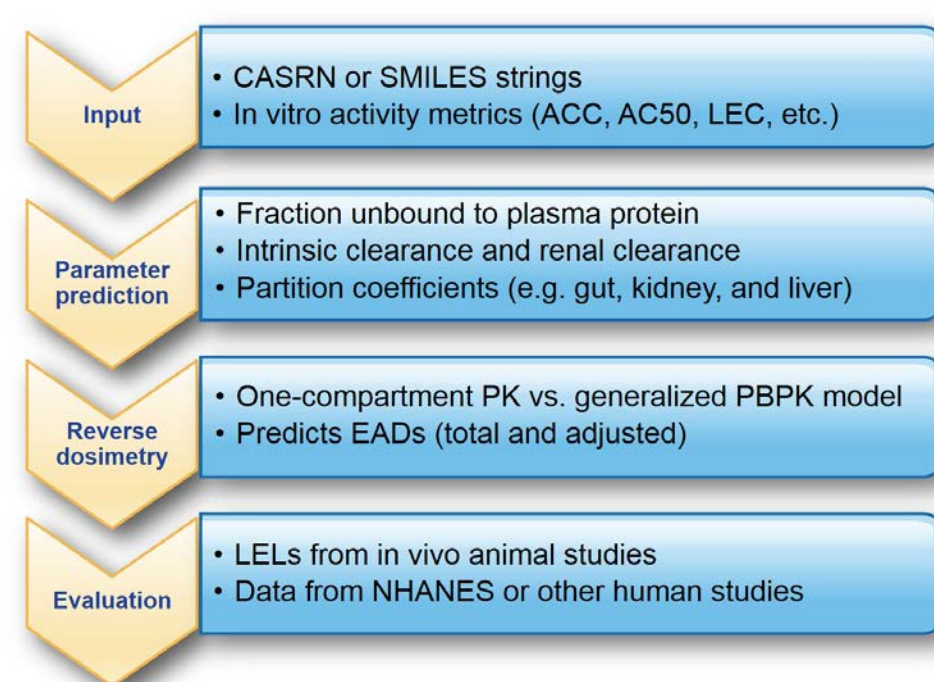 Input
• CASRN or SMILES strings
• In vitro activity metrics (ACC, AC50, LEC, etc.)
Parameter
prediction
• Fraction unbound to plasma protein
• Intrinsic clearance and renal clearance
• Partition coefficients (e.g. gut, kidney, and liver)
Reverse
dosimetry
• One-compartment PK vs. generalized PBPK model
• Predicts EADs (total and adjusted)
Evaluation
• LELs from in vivo animal studies
• Data from NHANES or other human studies